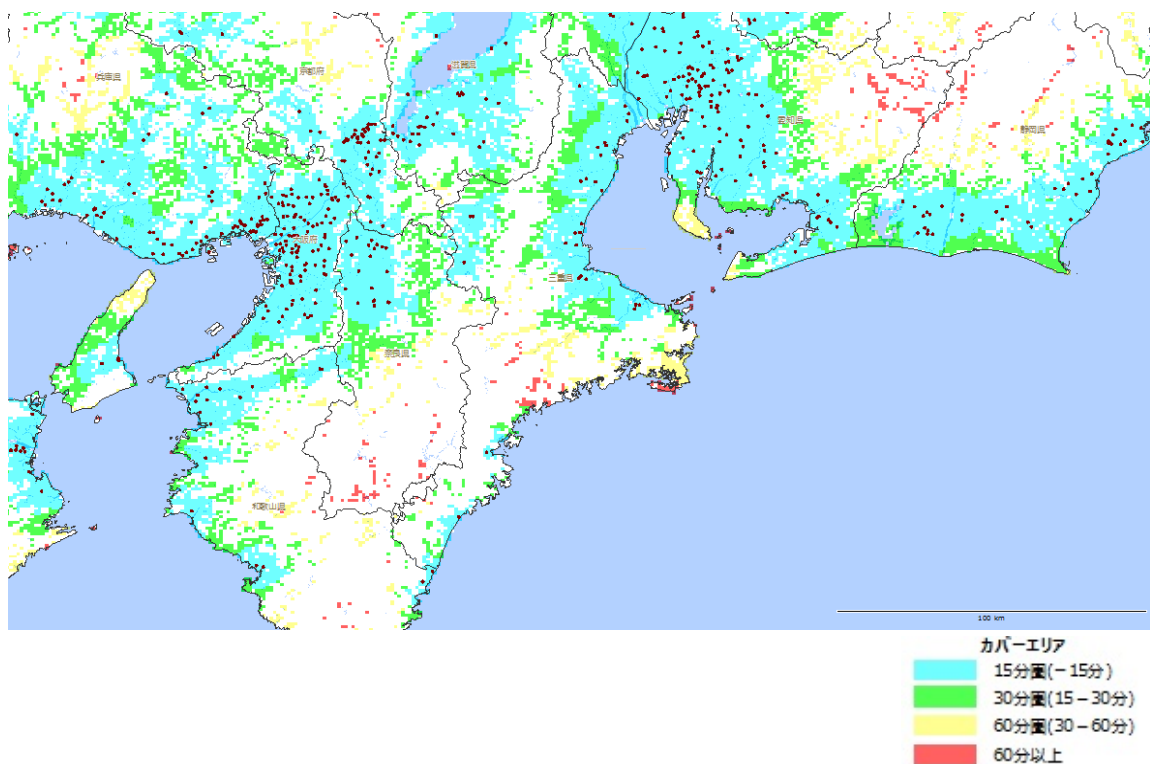 滋賀県
兵庫県
京都府
愛知県
静岡県
大阪府
三重県
奈良県
和歌山県
100 km
カバーエリア
15分圏(－15分)
30分圏(15－30分)
60分圏(30－60分)
60分以上